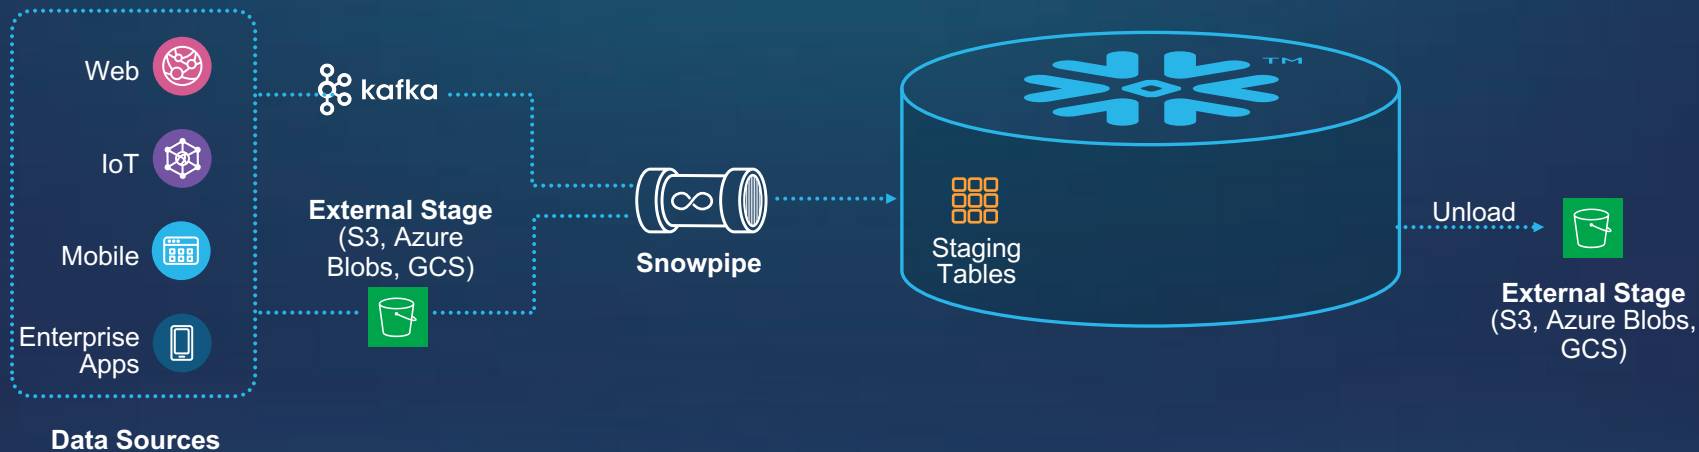 Web
IoT
Mobile
Enterprise
Apps
Data Sources
kafka
External Stage
(S3, Azure
Blobs, GCS)
Snowpipe
TM
Staging
Tables
Unload
External Stage
(S3, Azure Blobs,
GCS)